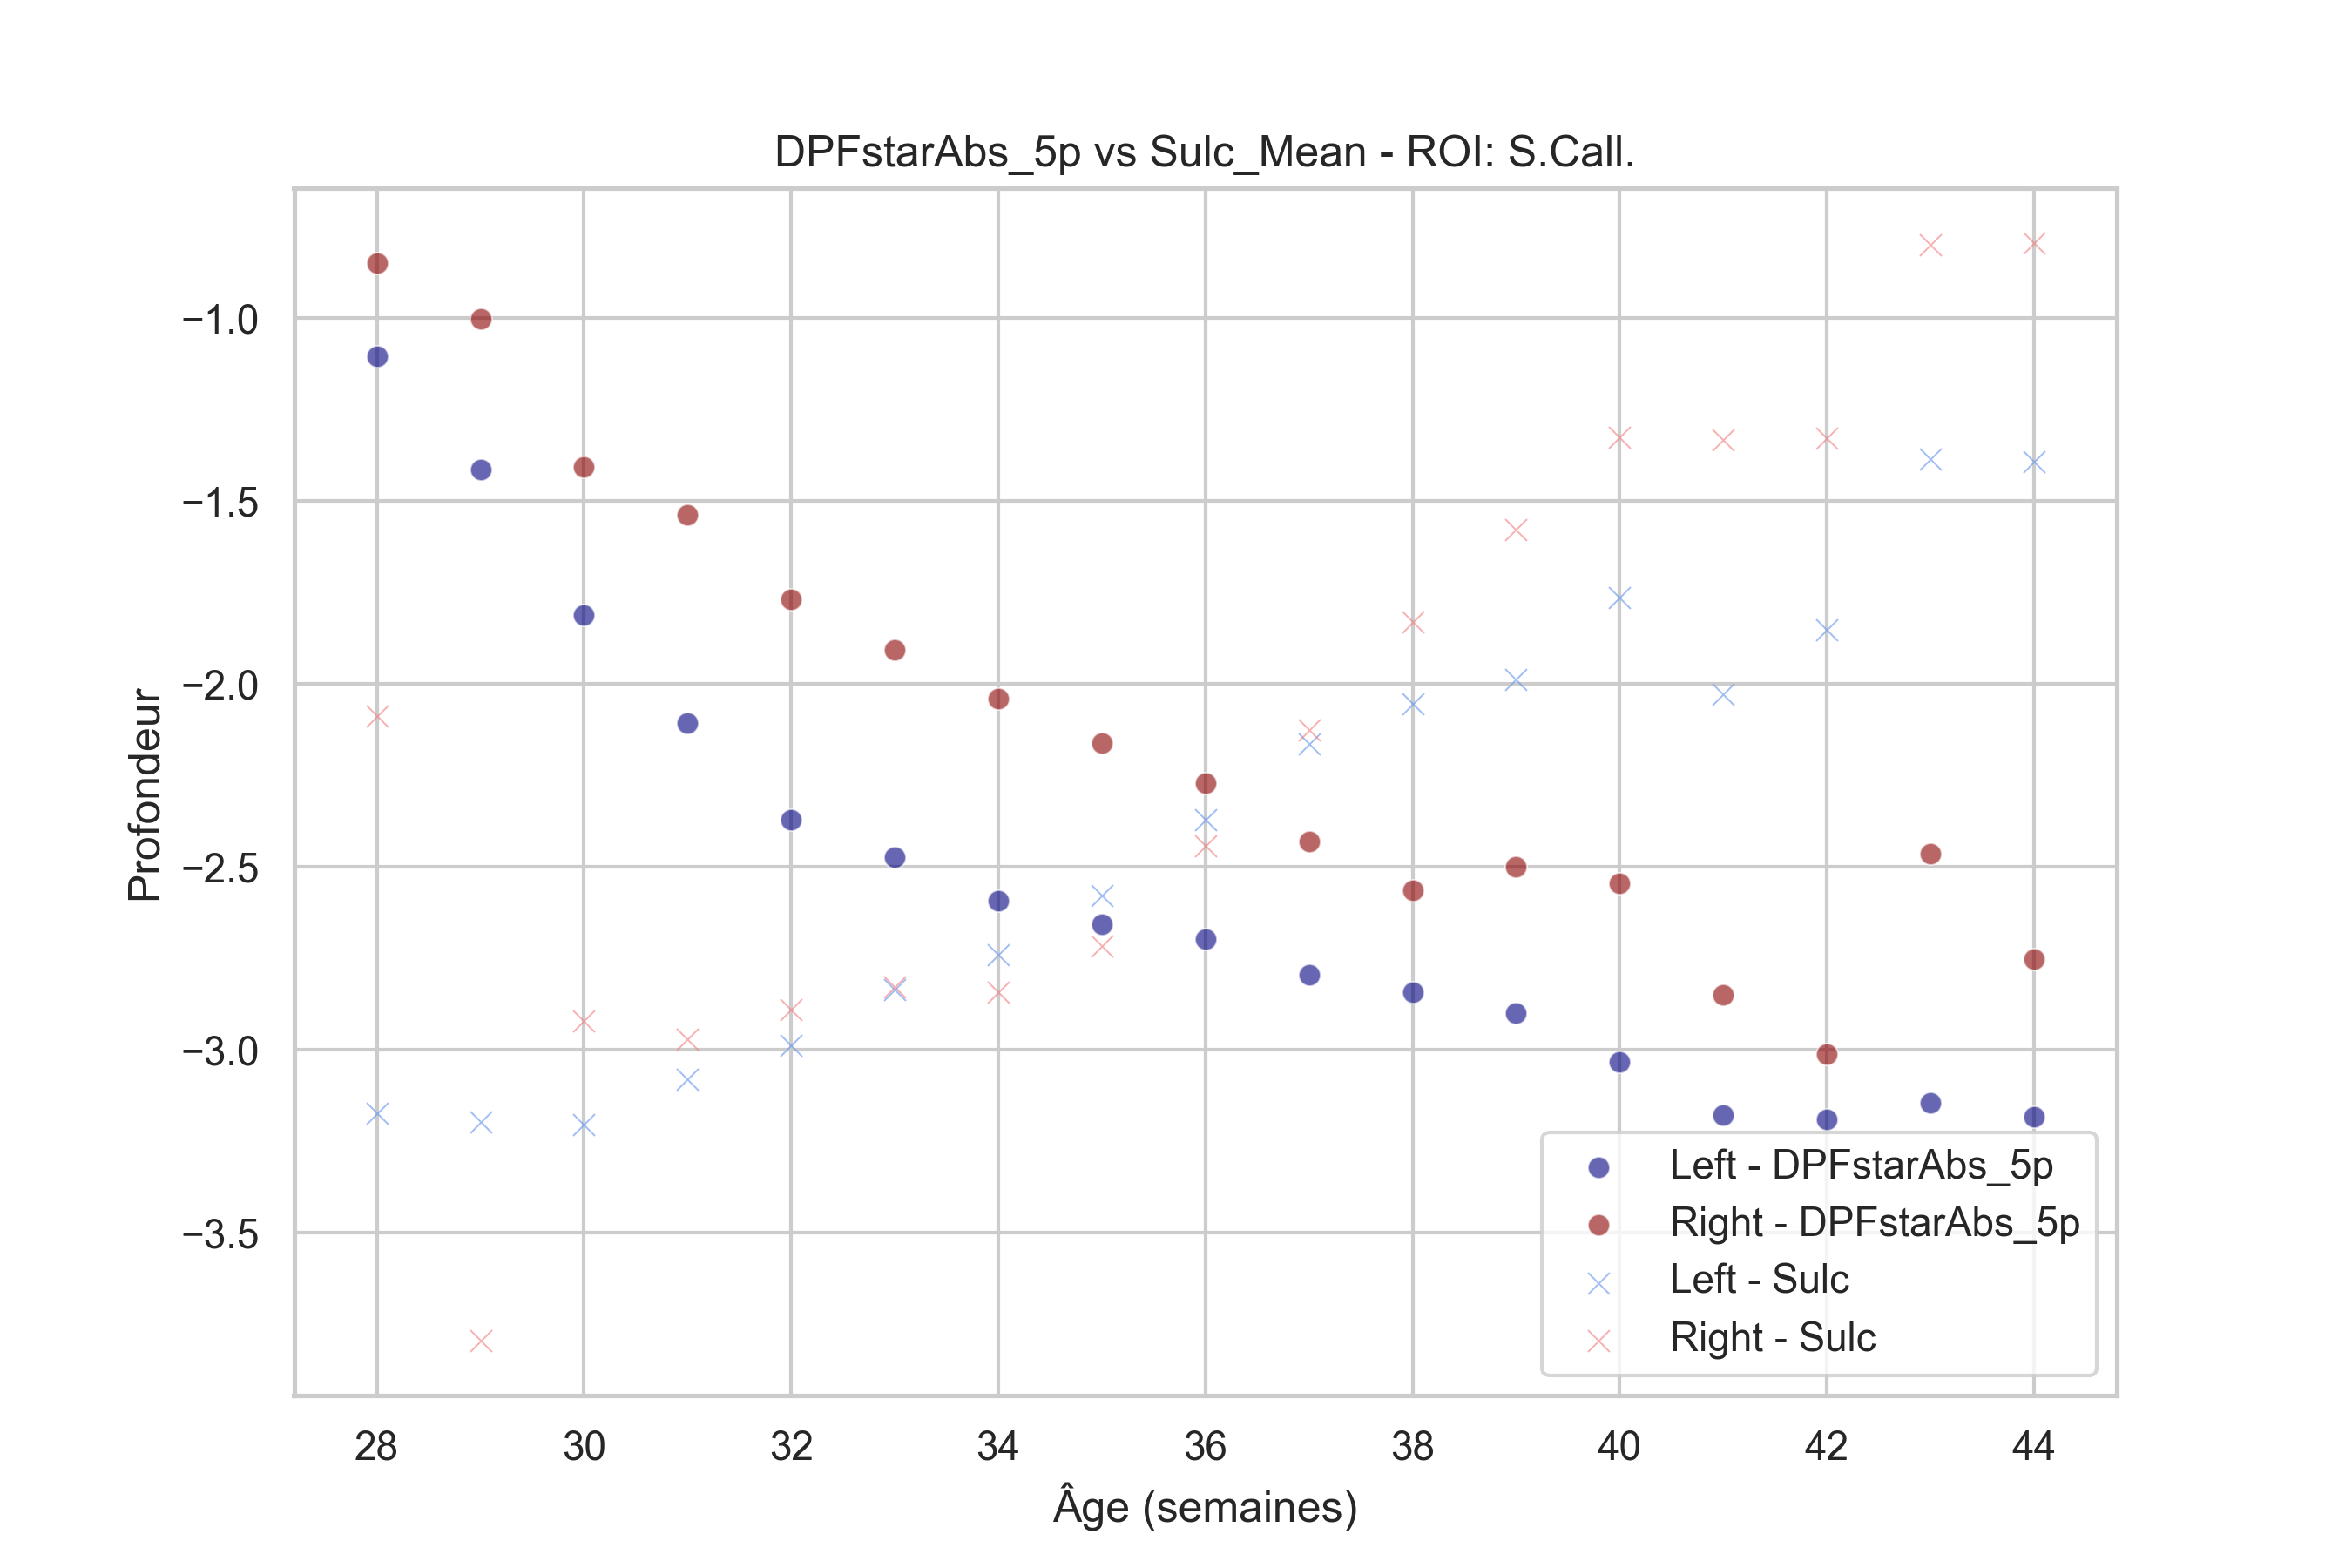 DPFstarAbs_5p vs Sulc_Mean - ROI: S.Call.
Profondeur
−1.0
−1.5
−2.0
−2.5
−3.0
−3.5
Left - DPFstarAbs_5p
Right - DPFstarAbs_5p
Left - Sulc
Right - Sulc
28 30 32 34 36 38 40 42 44
Âge (semaines)